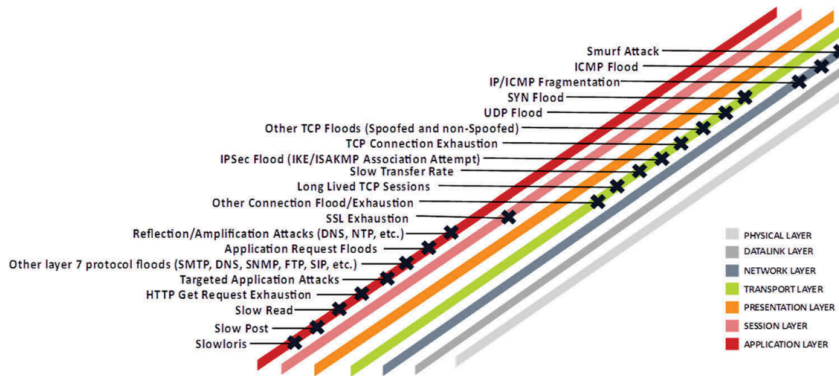 Smurf Attack
ICMP Flood
IP/ICMP Fragmentation
SYN Flood
UDP Flood
Other TCP Floods (Spoofed and non-Spoofed)
TCP Connection Exhaustion
IPSec Flood (IKE/ISAKMP Association Attempt)
Slow Transfer Rate
Long Lived TCP Sessions
Other Connection Flood/Exhaustion
SSL Exhaustion
Reflection/Amplification Attacks (DNS, NTP, etc.)
Application Request Floods
Other layer 7 protocol floods (SMTP, DNS, SNMP, FTP, SIP, etc.)
Targeted Application Attacks
HTTP Get Request Exhaustion
Slow Read
Slow Post
Slowloris
PHYSICAL LAYER
DATALINK LAYER
NETWORK LAYER
TRANSPORT LAYER
PRESENTATION LAYER
SESSION LAYER
APPLICATION LAYER